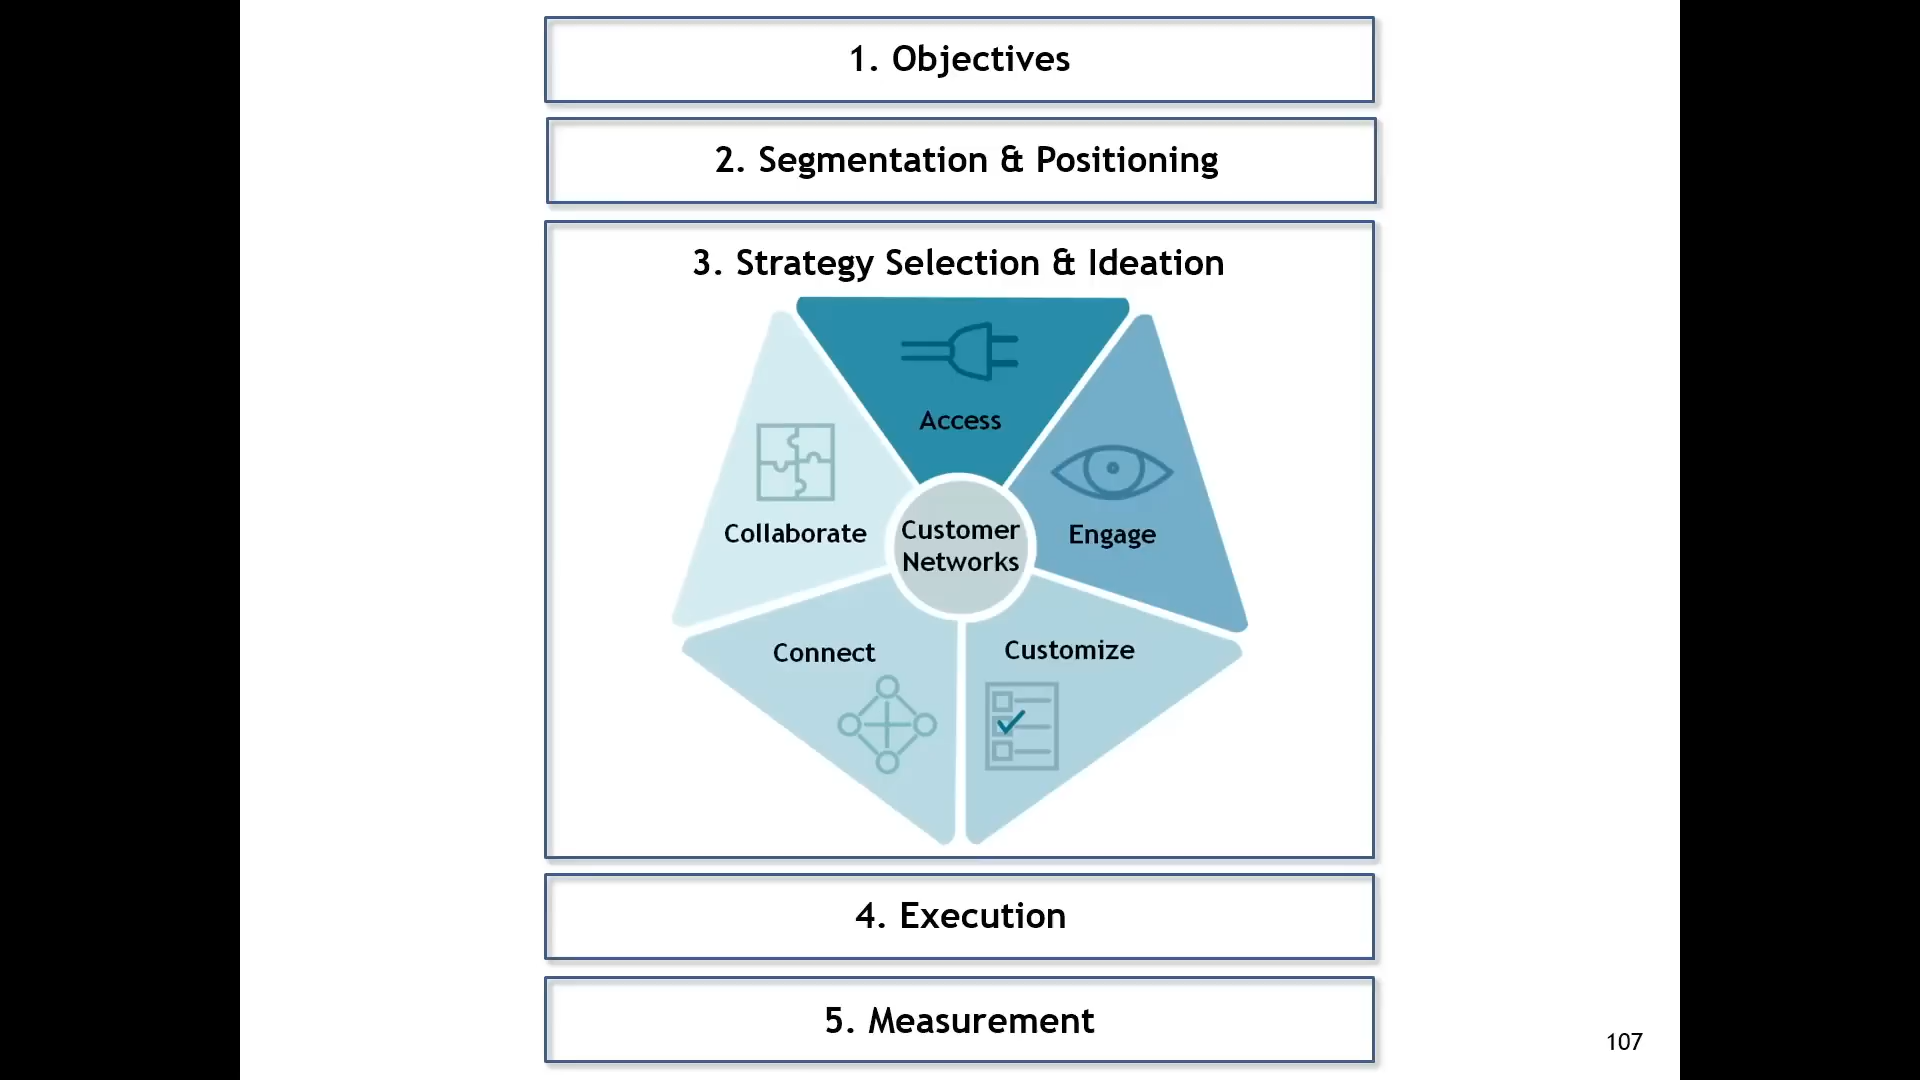 1. Objectives
2. Segmentation & Positioning
3. Strategy Selection & Ideation
Access
Collaborate
Customer
Networks
Engage
Connect
Customize
4. Execution
5. Measurement
107